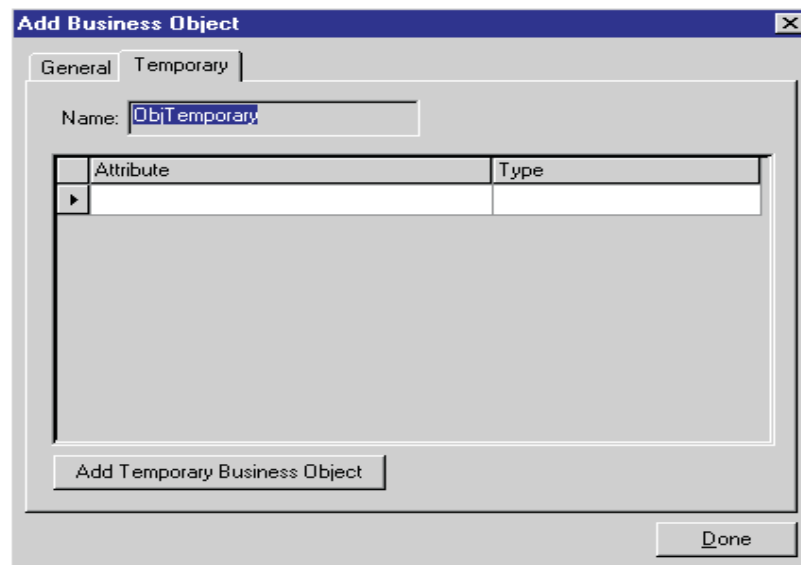 Add Business Object
General Temporary
Name: ObjTemporary
Attribute Type
Add Temporary Business Object
Done